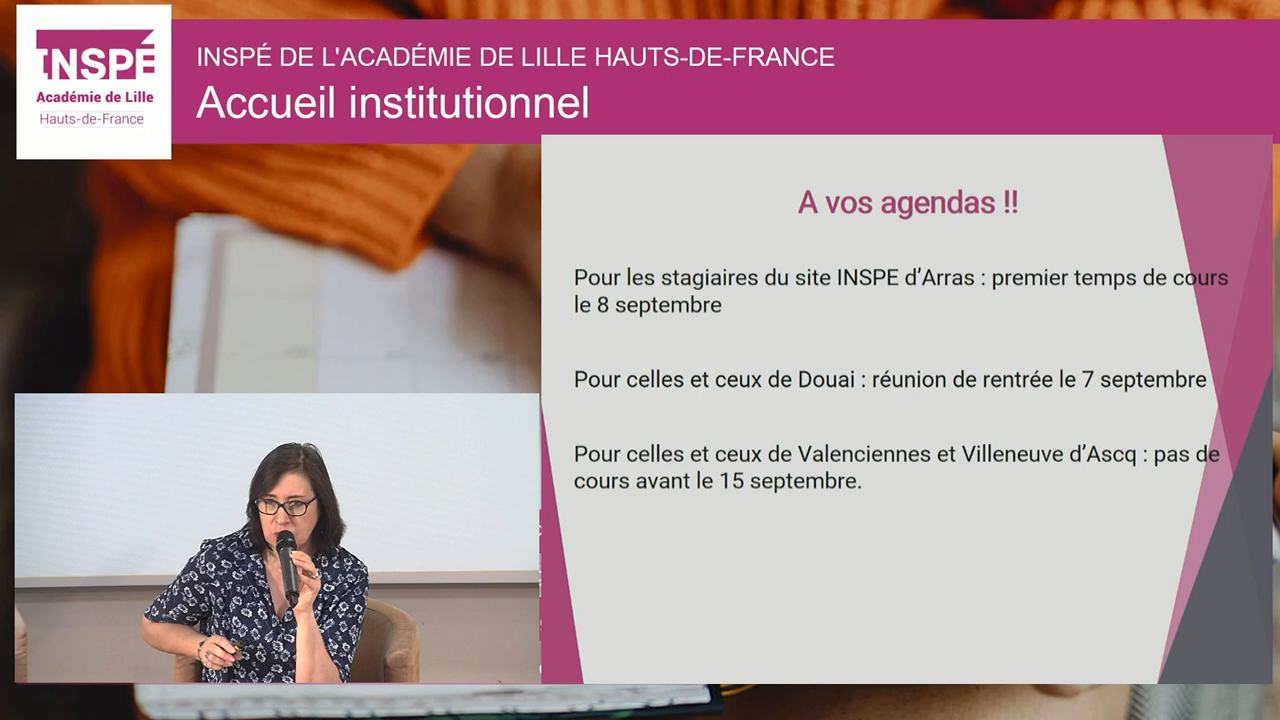 INSPÉ
Académie de Lille
Hauts-de-France
INSPÉ DE L'ACADÉMIE DE LILLE HAUTS-DE-FRANCE
Accueil institutionnel
A vos agendas !!
Pour les stagiaires du site INSPE d’Arras : premier temps de cours
le 8 septembre
Pour celles et ceux de Douai : réunion de rentrée le 7 septembre
Pour celles et ceux de Valenciennes et Villeneuve d’Ascq : pas de
cours avant le 15 septembre.